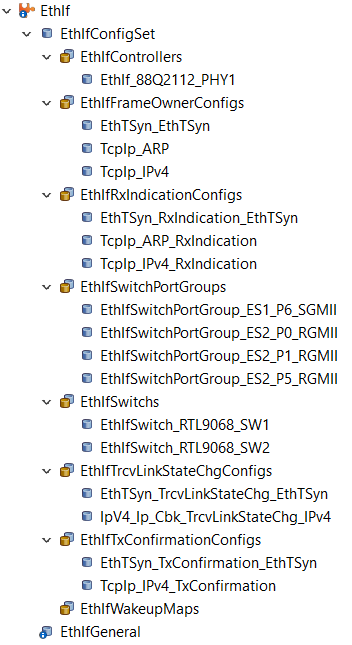 EthIf
EthIfConfigSet
EthIfControllers
EthIf_88Q2112_PHY1
EthIfFrameOwnerConfigs
EthTSyn_EthTSyn
TcpIp_ARP
TcpIp_IPv4
EthIfRxIndicationConfigs
EthTSyn_RxIndication_EthTSyn
TcpIp_ARP_RxIndication
TcpIp_IPv4_RxIndication
EthIfSwitchPortGroups
EthIfSwitchPortGroup_ES1_P6_SGMII
EthIfSwitchPortGroup_ES2_P0_RGMII
EthIfSwitchPortGroup_ES2_P1_RGMII
EthIfSwitchPortGroup_ES2_P5_RGMII
EthIfSwitchs
EthIfSwitch_RTL9068_SW1
EthIfSwitch_RTL9068_SW2
EthIfTrcvLinkStateChgConfigs
EthTSyn_TrcvLinkStateChg_EthTSyn
IpV4_Ip_Cbk_TrcvLinkStateChg_IPv4
EthIfTxConfirmationConfigs
EthTSyn_TxConfirmation_EthTSyn
TcpIp_IPv4_TxConfirmation
EthIfWakeupMaps
EthIfGeneral